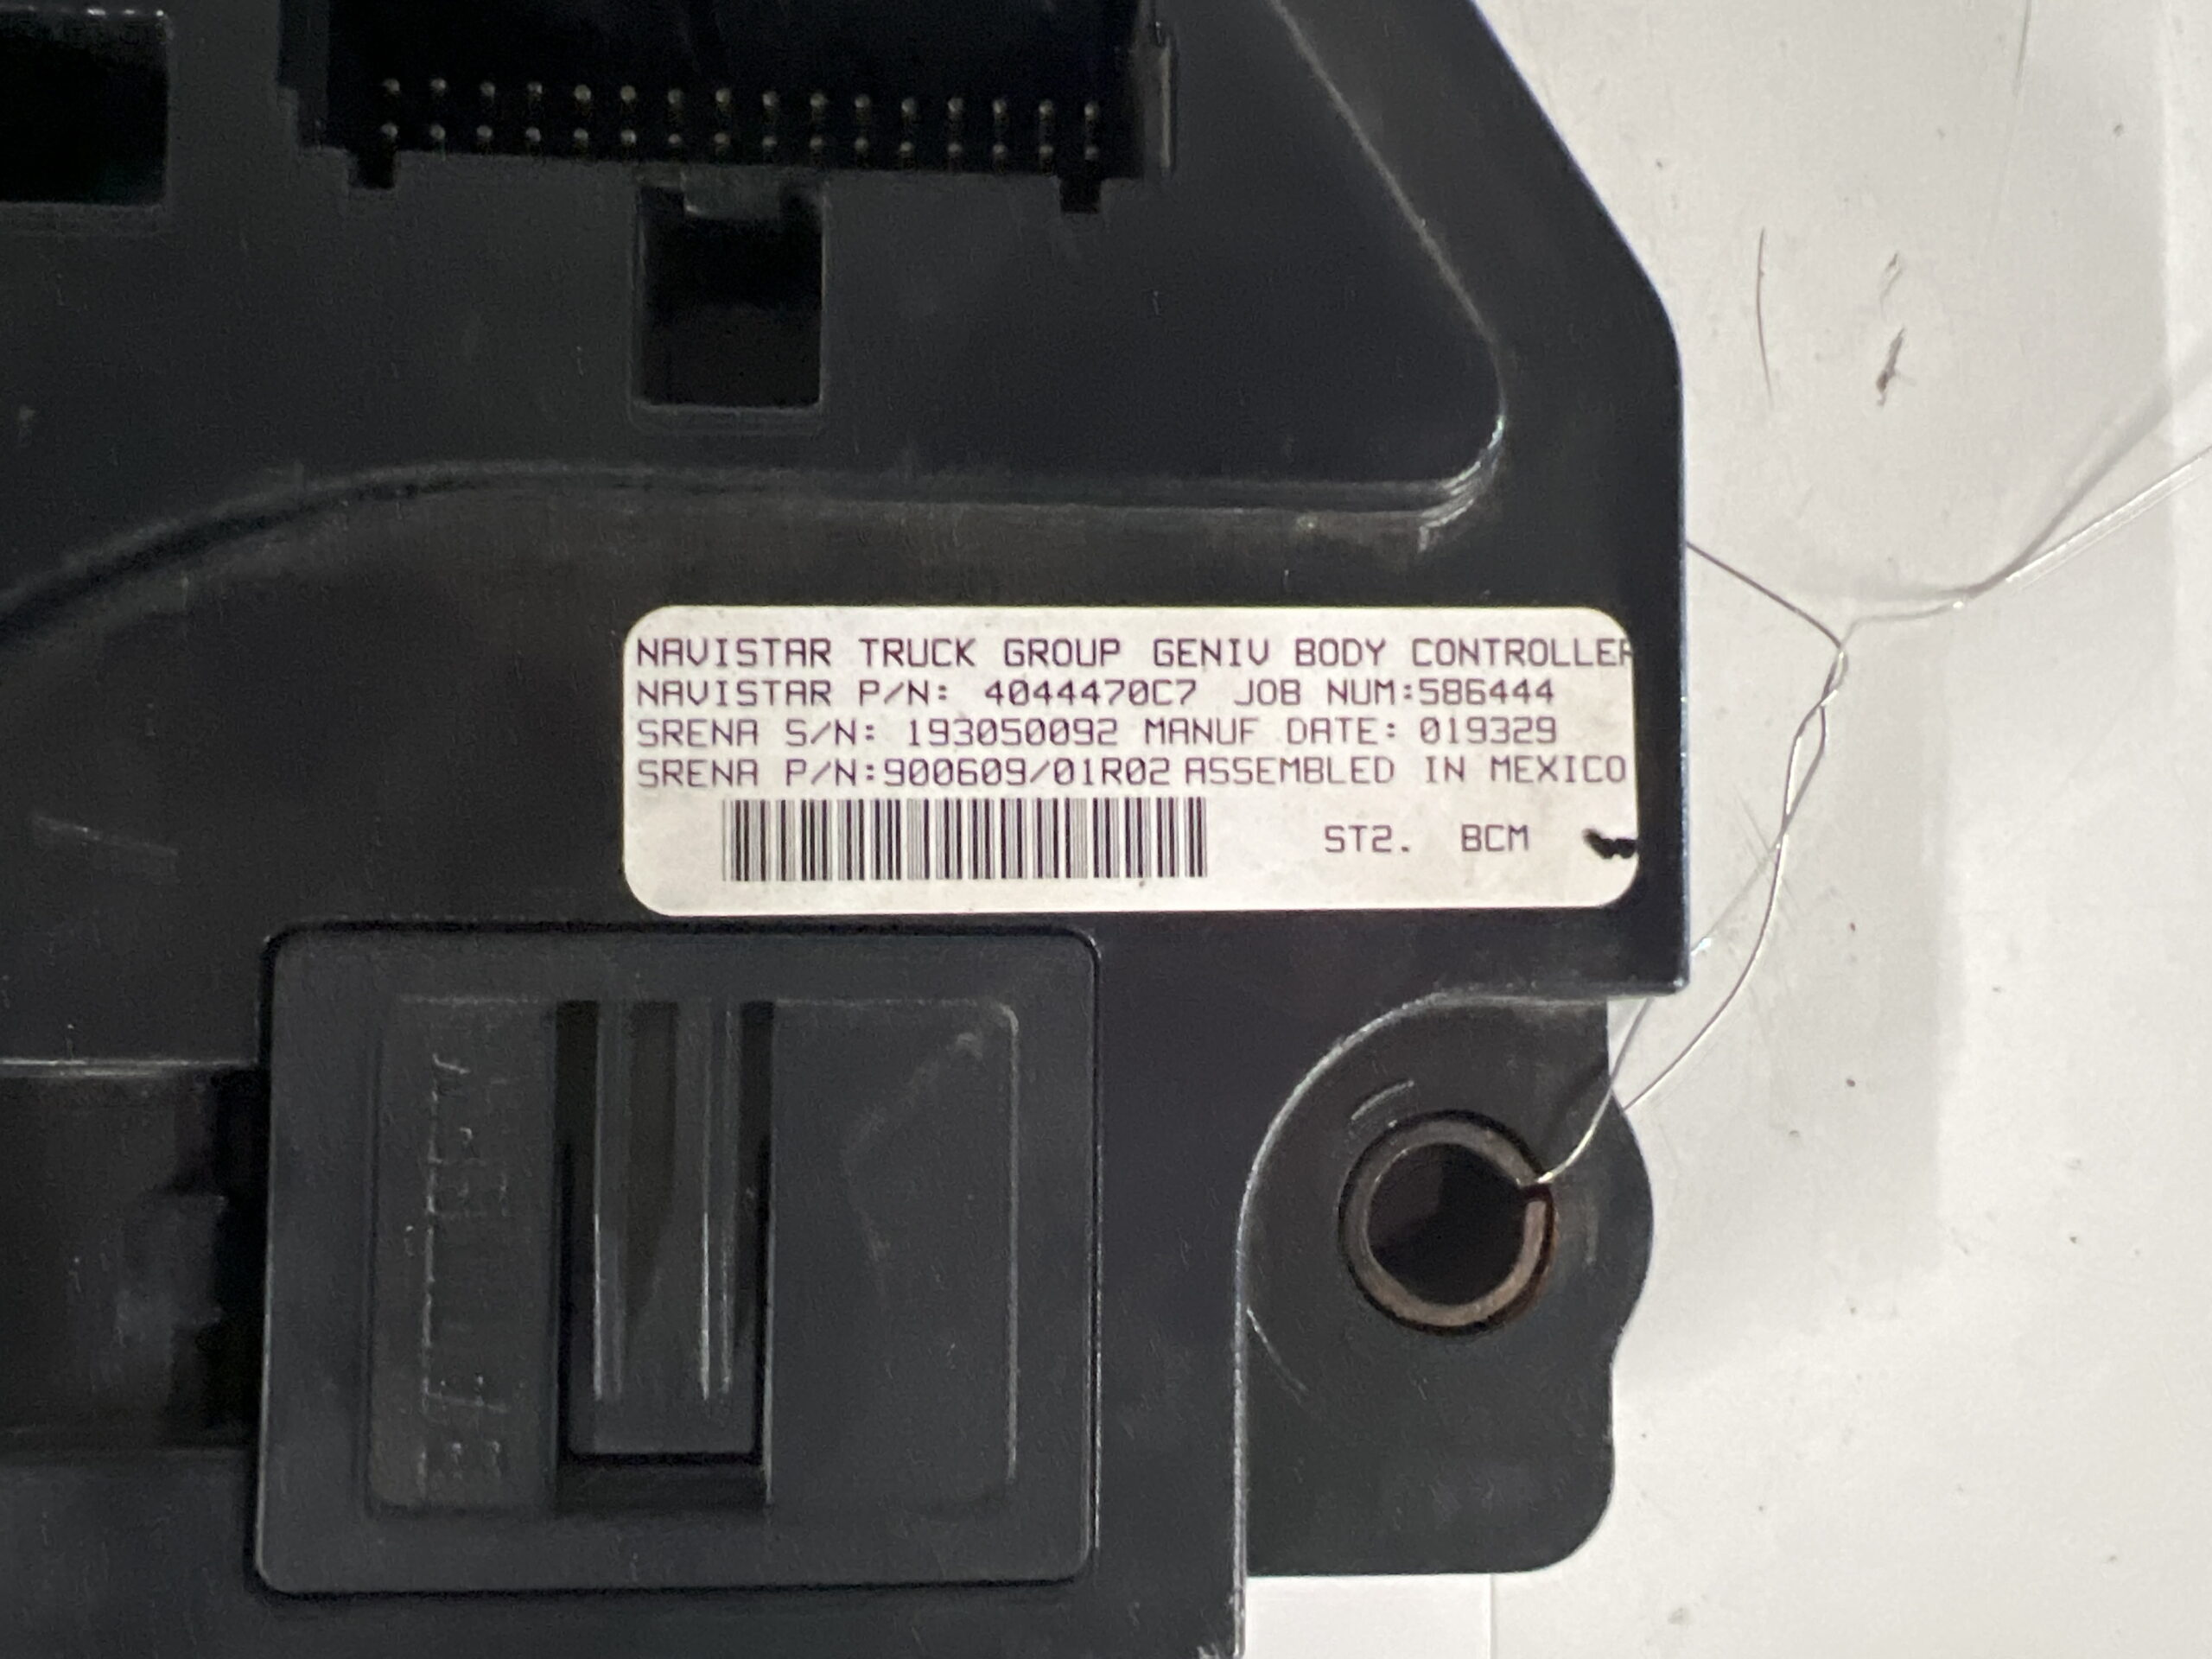 NAVISTAR TRUCK GROUP GENIV BODY CONTROLLER
NAVISTAR P/N: 4044470C7 JOB NUM:586444
SRENA S/N: 193050092 MANUF DATE: 019329
SRENA P/N:900609/01R02 ASSEMBLED IN MEXICO
ST2. BCM